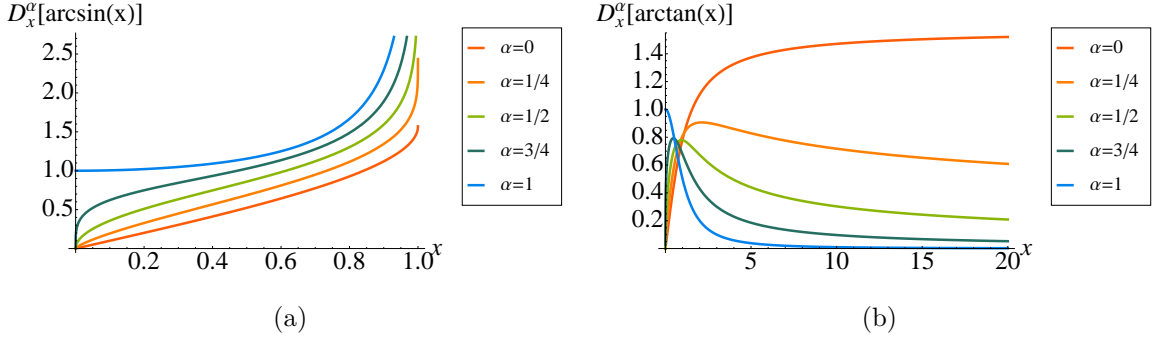 D_x^α[arcsin(x)]
2.5
2.0
1.5
1.0
0.5
0.2 0.4 0.6 0.8 1.0 x
α=0
α=1/4
α=1/2
α=3/4
α=1
(a)
D_x^α[arctan(x)]
1.4
1.2
1.0
0.8
0.6
0.4
0.2
5 10 15 20 x
α=0
α=1/4
α=1/2
α=3/4
α=1
(b)